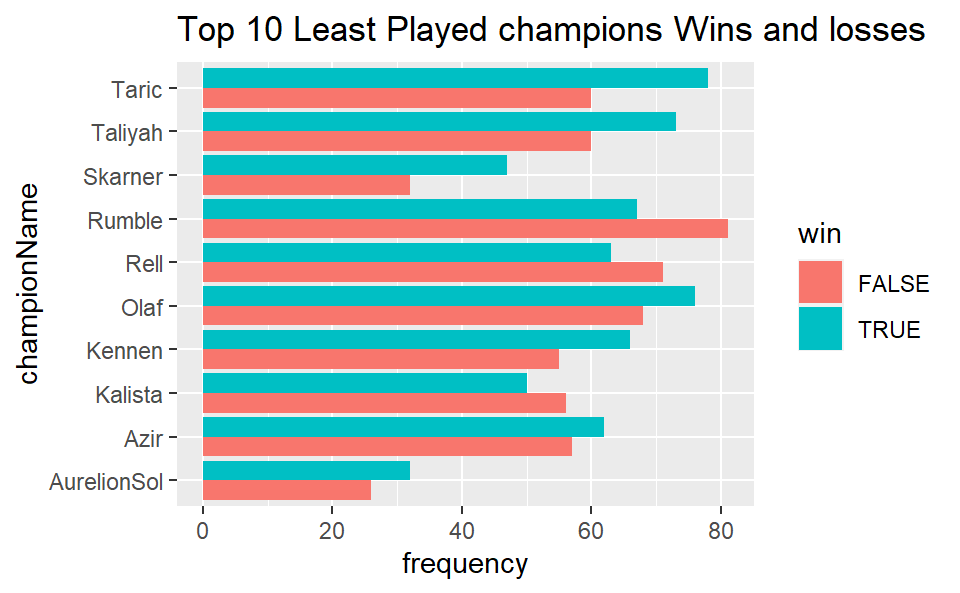 Top 10 Least Played champions Wins and losses
championName
Taric
Taliyah
Skarner
Rumble
Rell
Olaf
Kennen
Kalista
Azir
AurelionSol
0 20 40 60 80
frequency
win
FALSE
TRUE